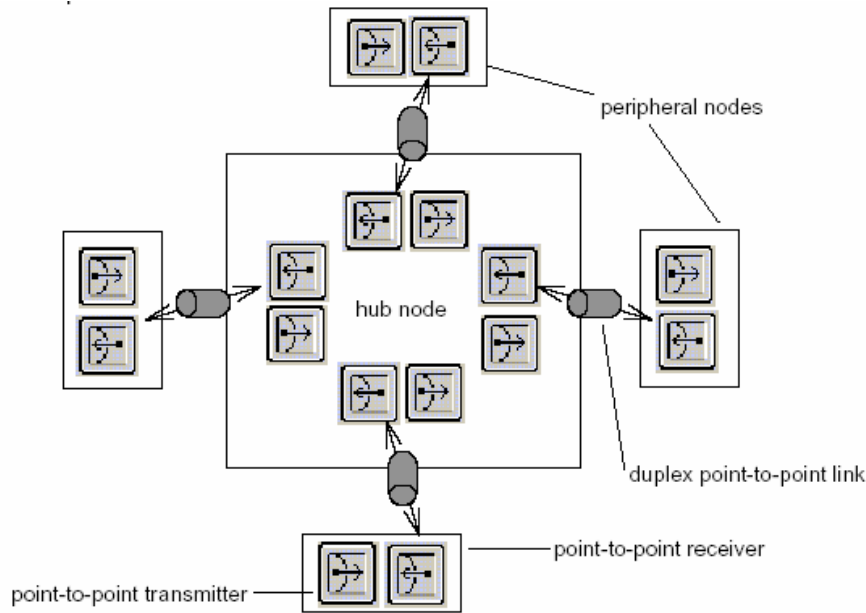 peripheral nodes
hub node
duplex point-to-point link
point-to-point receiver
point-to-point transmitter